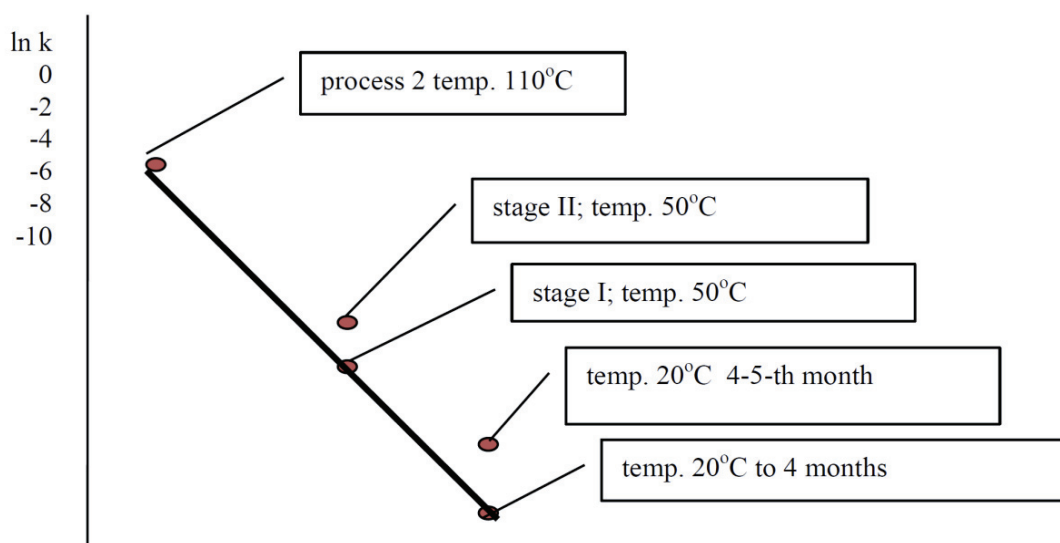 ln k
0
-2
-4
-6
-8
-10
process 2 temp. 110°C
stage II; temp. 50°C
stage I; temp. 50°C
temp. 20°C  4-5-th month
temp. 20°C to 4 months